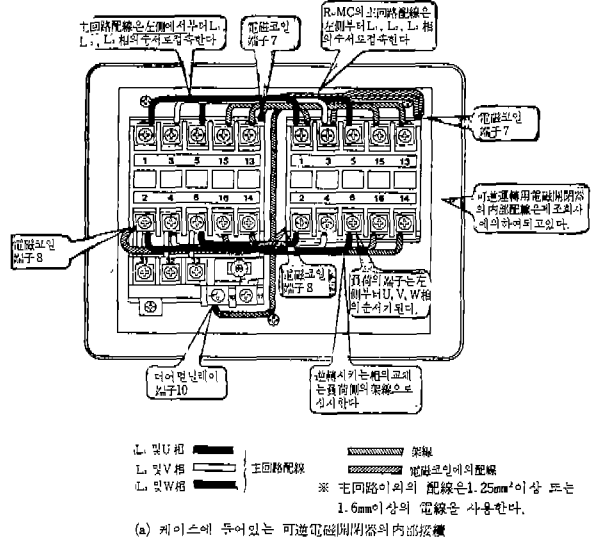 主回路配線은左側에서부터L₁,
L₂, L₃ 相의순서로접속한다
電磁코일
端子7
R-MC의主回路配線은
左側부터L₁, L₂, L₃ 相
의순서로접속한다
電磁코일
端子7
1 3 5 15 13
1 3 5 15 13
2 4 6 16 14
2 4 6 16 14
可逆運轉用電磁開閉器
의内部配線은제조회사
에의하여되고있다.
電磁코일
端子8
電磁코일
端子8
負荷의端子는左
側부터U, V, W相
의순서가된다.
더어멀릴레이
端子10
逆轉시키는相의교체
는負荷側의架線으로
실시한다
L₁ 및U相
L₂ 및V相
L₃ 및W相
主回路配線
架線
電磁코일에의配線
※ 主回路이외의 配線은1.25mm²이상 또는
1.6mm이상의 電線을 사용한다.
(a) 케이스에 들어있는 可逆電磁開閉器의内部接續